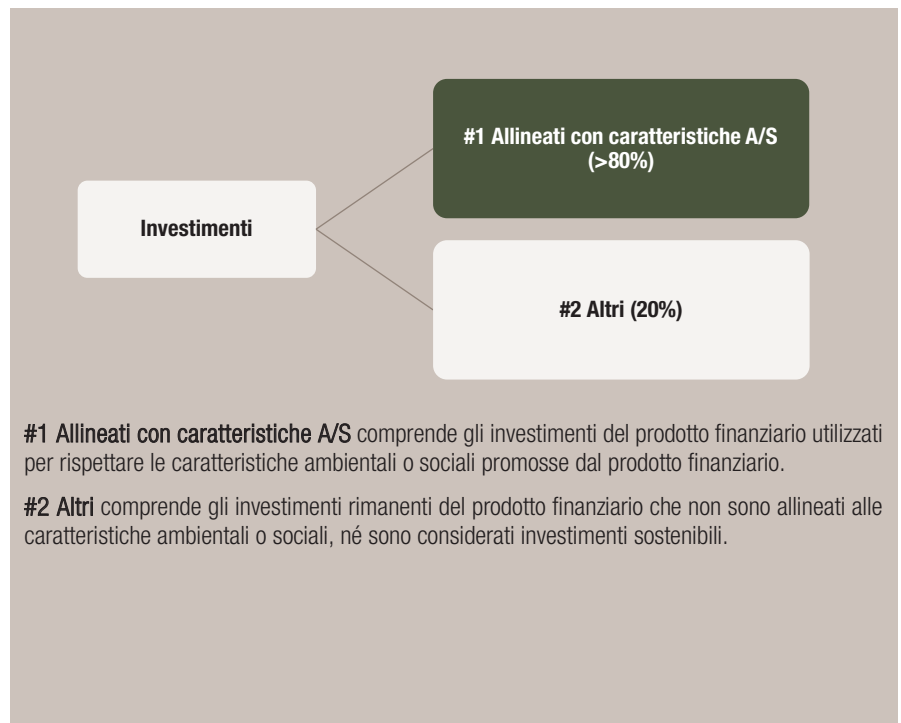 #1 Allineati con caratteristiche A/S
(>80%)
Investimenti
#2 Altri (20%)
#1 Allineati con caratteristiche A/S comprende gli investimenti del prodotto finanziario utilizzati
per rispettare le caratteristiche ambientali o sociali promosse dal prodotto finanziario.
#2 Altri comprende gli investimenti rimanenti del prodotto finanziario che non sono allineati alle
caratteristiche ambientali o sociali, né sono considerati investimenti sostenibili.